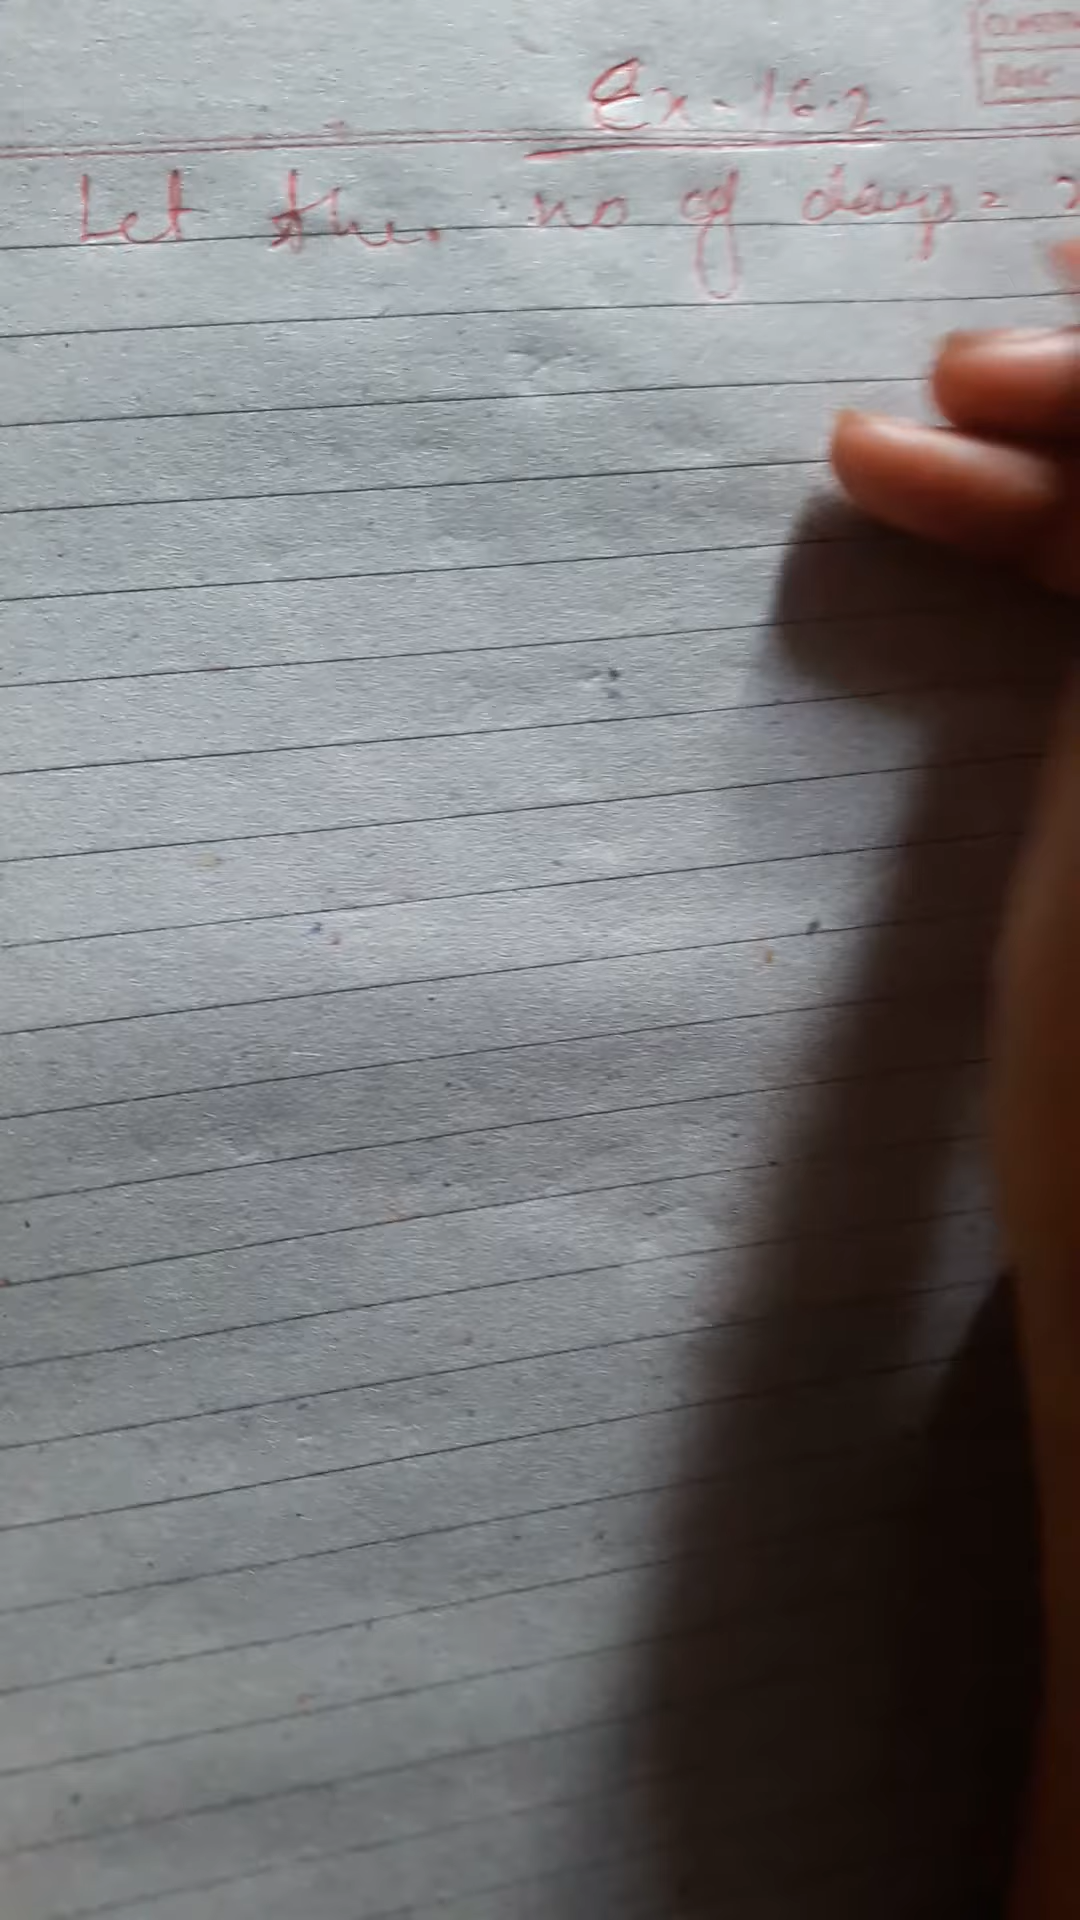 Ex-16.2
Let the no of days =